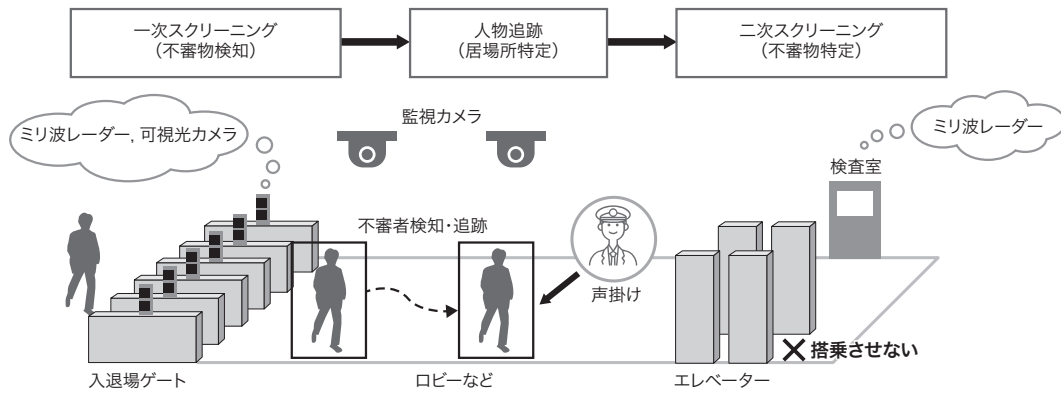 一次スクリーニング
（不審物検知）
人物追跡
（居場所特定）
二次スクリーニング
（不審物特定）
ミリ波レーダー, 可視光カメラ
監視カメラ
ミリ波レーダー
検査室
不審者検知・追跡
声掛け
搭乗させない
入退場ゲート
ロビーなど
エレベーター